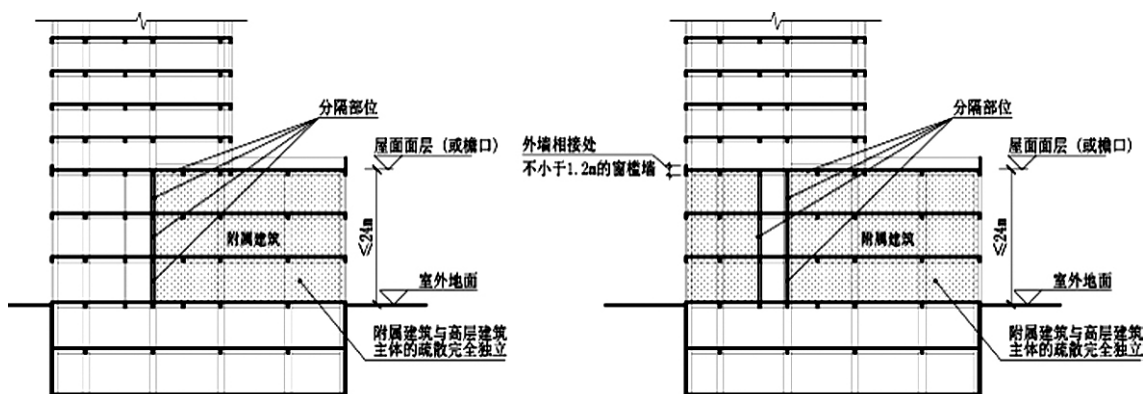 分隔部位
屋面面层（或檐口）
≤24m
附属建筑
室外地面
附属建筑与高层建筑
主体的疏散完全独立
分隔部位
外墙相接处
不小于1.2m的窗槛墙
屋面面层（或檐口）
≤24m
附属建筑
室外地面
附属建筑与高层建筑
主体的疏散完全独立